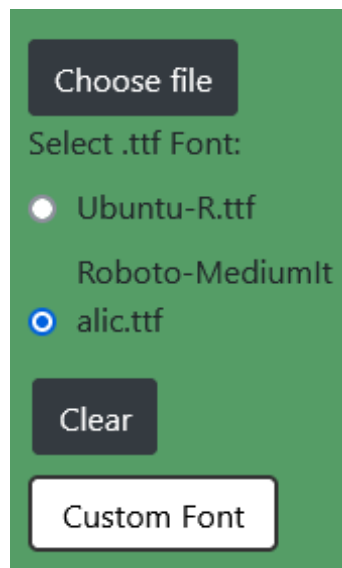 Choose file
Select .ttf Font:
Ubuntu-R.ttf
Roboto-MediumIt
alic.ttf
Clear
Custom Font